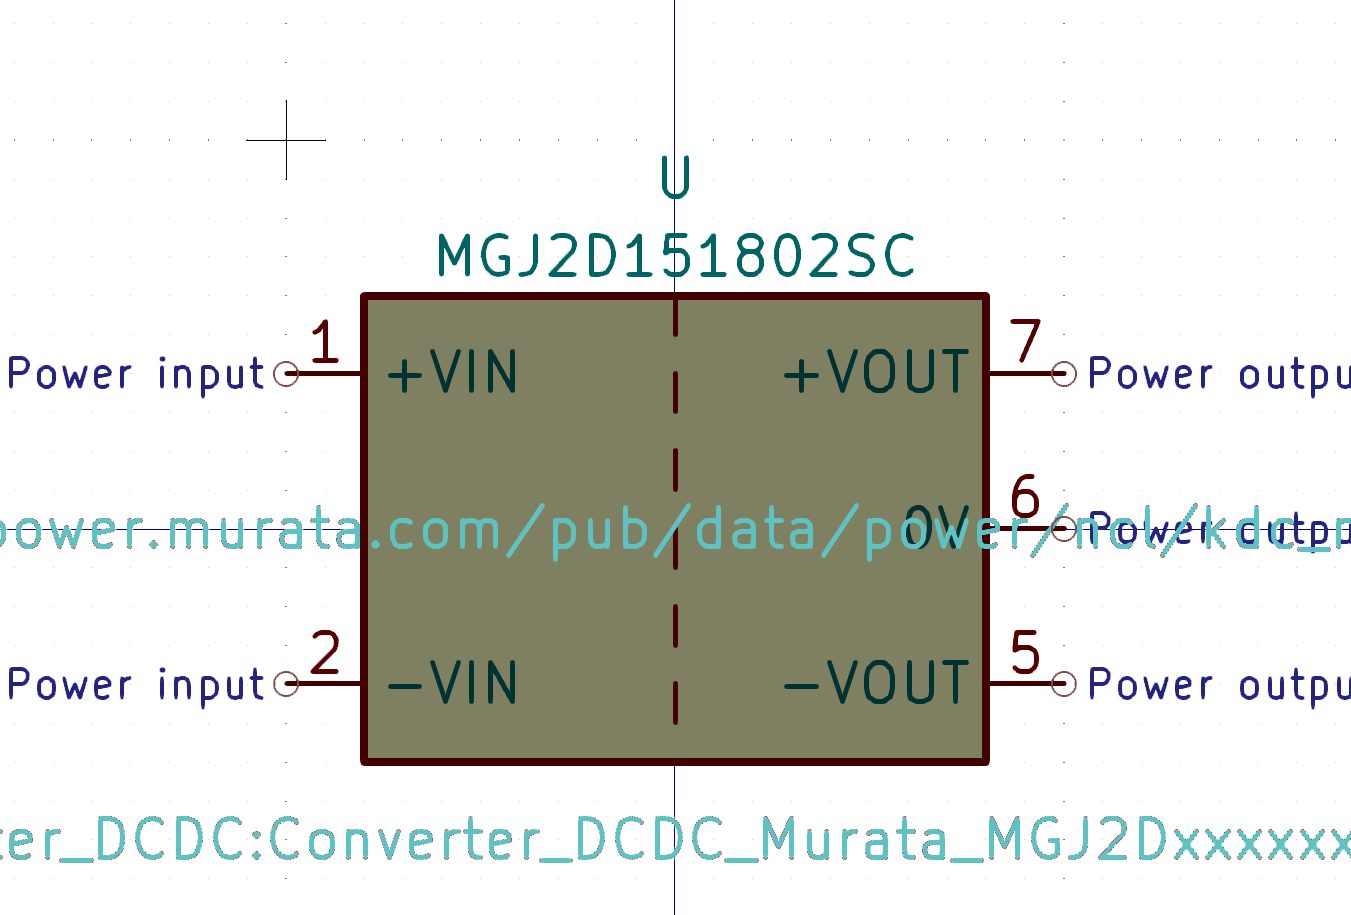 U
MGJ2D151802SC
Power input 1 +VIN +VOUT 7 Power outpu
6
power.murata.com/pub/data/power/ncl/kdc_
0V Power outpu
Power input 2 -VIN -VOUT 5 Power outpu
ter_DCDC:Converter_DCDC_Murata_MGJ2Dxxxxxx